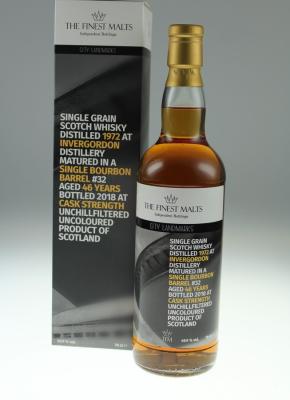 THE FINEST MALTS
Independent Bottlings
CITY LANDMARKS
SINGLE GRAIN
SCOTCH WHISKY
DISTILLED 1972 AT
INVERGORDON
DISTILLERY
MATURED IN A
SINGLE BOURBON
BARREL #32
AGED 46 YEARS
BOTTLED 2018 AT
CASK STRENGTH
UNCHILLFILTERED
UNCOLOURED
PRODUCT OF
SCOTLAND
THE FINEST MALTS
Independent Bottlings
CITY LANDMARKS
SINGLE GRAIN
SCOTCH WHISKY
DISTILLED 1972 AT
INVERGORDON
DISTILLERY
MATURED IN A
SINGLE BOURBON
BARREL #32
AGED 46 YEARS
BOTTLED 2018 AT
CASK STRENGTH
UNCHILLFILTERED
UNCOLOURED
PRODUCT OF
SCOTLAND